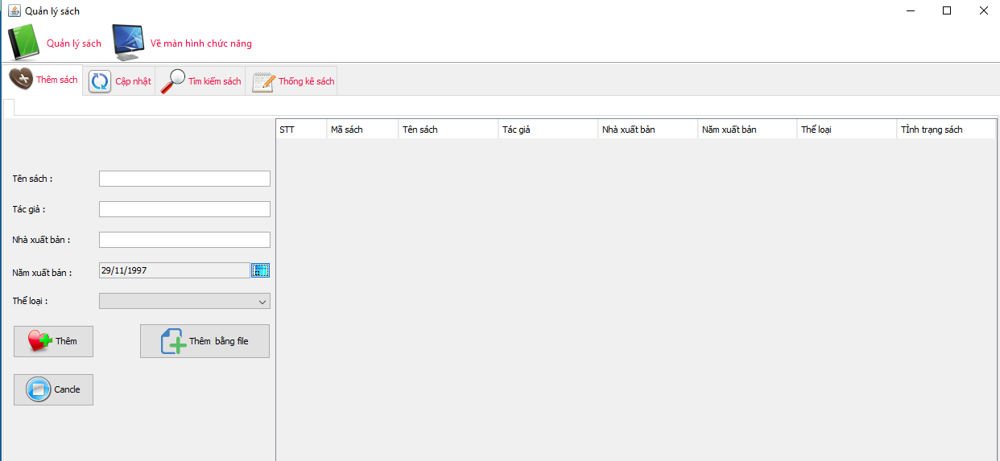 Quản lý sách
Quản lý sách Về màn hình chức năng
Thêm sách Cập nhật Tìm kiếm sách Thống kê sách
STT Mã sách Tên sách Tác giả Nhà xuất bản Năm xuất bản Thể loại TỈnh trạng sách
Tên sách :
Tác giả :
Nhà xuất bản :
Năm xuất bản : 29/11/1997
Thể loại :
Thêm Thêm bằng file
Cancle